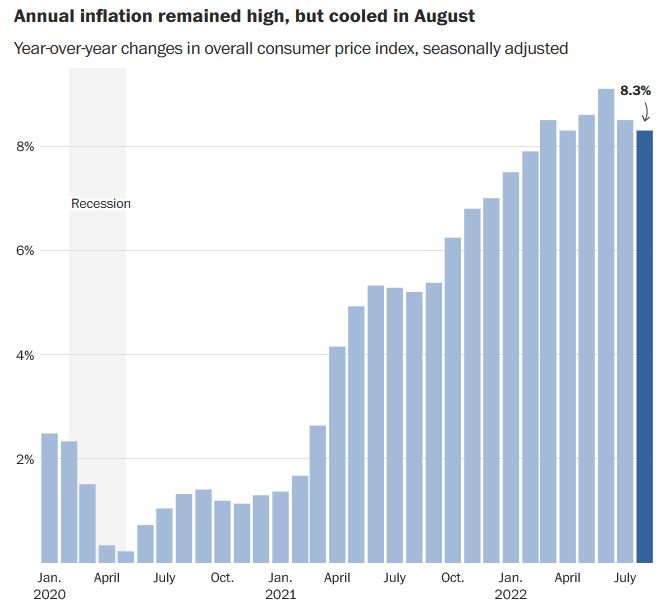 Annual inflation remained high, but cooled in August
Year-over-year changes in overall consumer price index, seasonally adjusted
8.3%
8%
Recession
6%
4%
2%
Jan. April July Oct. Jan. April July Oct. Jan. April July
2020 2021 2022